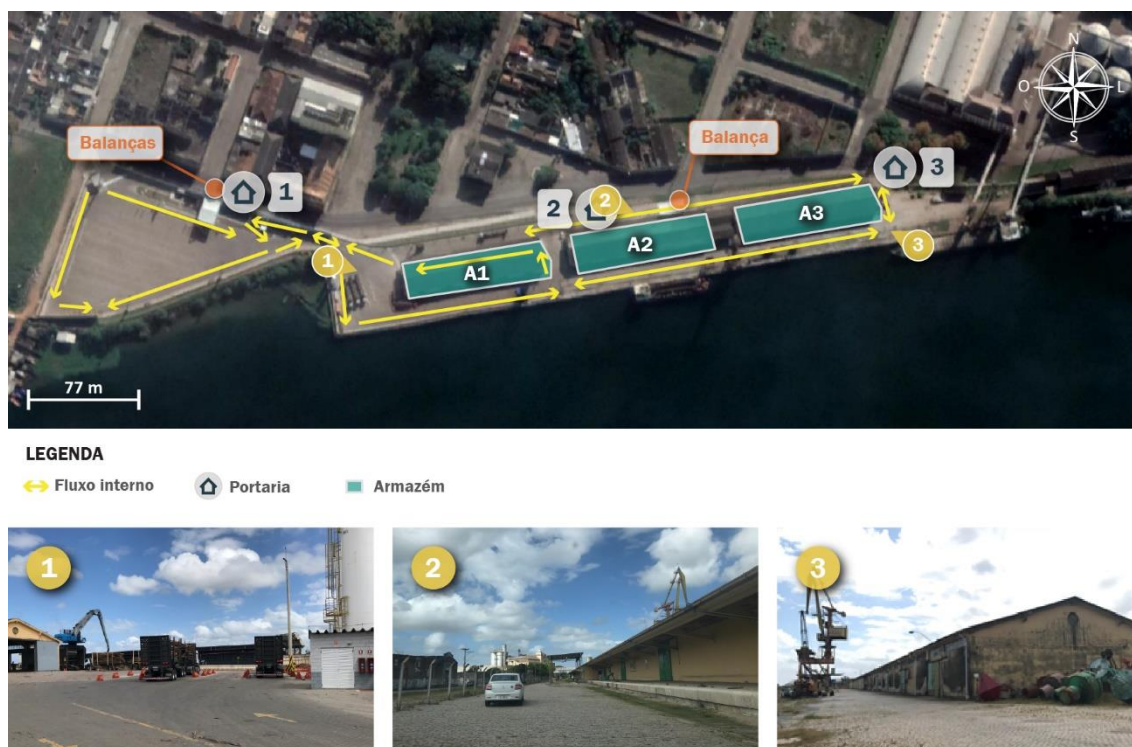 N
O
L
S
Balanças
1
Balança
3
2
2
A3
A2
A1
1
3
77 m
LEGENDA
Fluxo interno
Portaria
Armazém
1
2
3